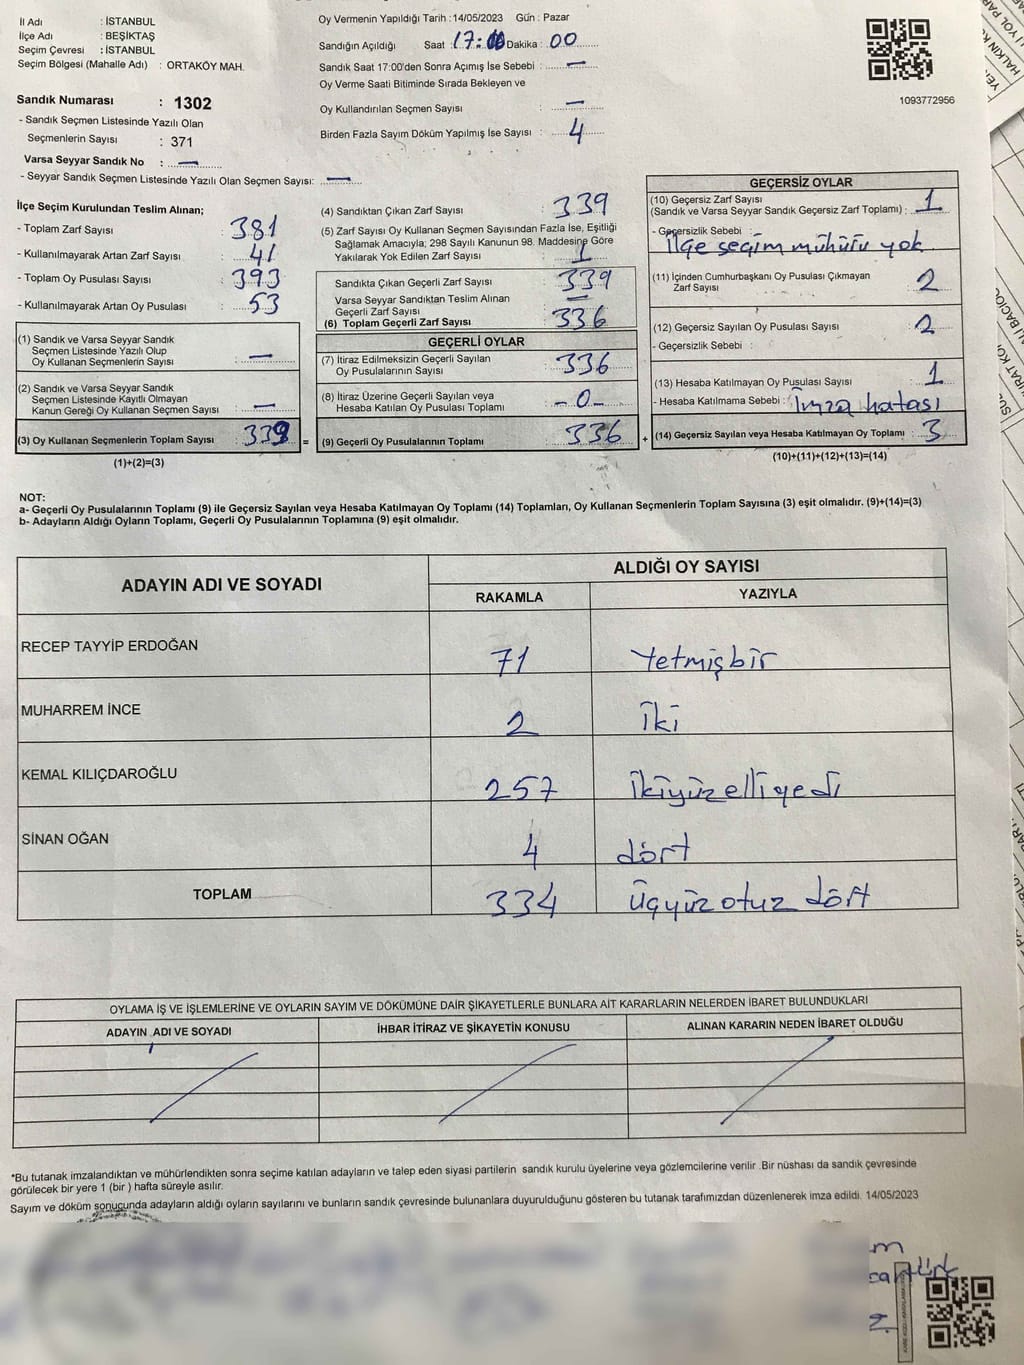 İl Adı : İSTANBUL
İlçe Adı : BEŞİKTAŞ
Seçim Çevresi : İSTANBUL
Seçim Bölgesi (Mahalle Adı) : ORTAKÖY MAH.
Sandık Numarası : 1302
- Sandık Seçmen Listesinde Yazılı Olan
Seçmenlerin Sayısı : 371
Varsa Seyyar Sandık No : —
- Seyyar Sandık Seçmen Listesinde Yazılı Olan Seçmen Sayısı: —
Oy Vermenin Yapıldığı Tarih : 14/05/2023 Gün : Pazar
Sandığın Açıldığı Saat : 17:00 Dakika : 00
Sandık Saat 17:00'den Sonra Açımış İse Sebebi : —
Oy Verme Saati Bitiminde Sırada Bekleyen ve
Oy Kullandırılan Seçmen Sayısı : —
Birden Fazla Sayım Döküm Yapılmış İse Sayısı : 4
1093772956
İlçe Seçim Kurulundan Teslim Alınan;
- Toplam Zarf Sayısı : 381
- Kullanılmayarak Artan Zarf Sayısı : 41
- Toplam Oy Pusulası Sayısı : 393
- Kullanılmayarak Artan Oy Pusulası : 53
(1) Sandık ve Varsa Seyyar Sandık
Seçmen Listesinde Yazılı Olup
Oy Kullanan Seçmenlerin Sayısı : —
(2) Sandık ve Varsa Seyyar Sandık
Seçmen Listesinde Kayıtlı Olmayan
Kanun Gereği Oy Kullanan Seçmen Sayısı : —
(3) Oy Kullanan Seçmenlerin Toplam Sayısı : 339 =
(1)+(2)=(3)
(4) Sandıktan Çıkan Zarf Sayısı : 339
(5) Zarf Sayısı Oy Kullanan Seçmen Sayısından Fazla İse, Eşitliği
Sağlamak Amacıyla; 298 Sayılı Kanunun 98. Maddesine Göre
Yakılarak Yok Edilen Zarf Sayısı : 1
Sandıkta Çıkan Geçerli Zarf Sayısı : 339
Varsa Seyyar Sandıktan Teslim Alınan
Geçerli Zarf Sayısı : —
(6) Toplam Geçerli Zarf Sayısı : 336
GEÇERLİ OYLAR
(7) İtiraz Edilmeksizin Geçerli Sayılan
Oy Pusulalarının Sayısı : 336
(8) İtiraz Üzerine Geçerli Sayılan veya
Hesaba Katılan Oy Pusulası Toplamı : -0-
(9) Geçerli Oy Pusulalarının Toplamı : 336 +
GEÇERSİZ OYLAR
(10) Geçersiz Zarf Sayısı
(Sandık ve Varsa Seyyar Sandık Geçersiz Zarf Toplamı) : 1
- Geçersizlik Sebebi :
İlçe seçim mühürü yok
(11) İçinden Cumhurbaşkanı Oy Pusulası Çıkmayan
Zarf Sayısı : 2
(12) Geçersiz Sayılan Oy Pusulası Sayısı : 2
- Geçersizlik Sebebi :
(13) Hesaba Katılmayan Oy Pusulası Sayısı : 1
- Hesaba Katılmama Sebebi : İmza hatası
(14) Geçersiz Sayılan veya Hesaba Katılmayan Oy Toplamı : 3
(10)+(11)+(12)+(13)=(14)
NOT:
a- Geçerli Oy Pusulalarının Toplamı (9) ile Geçersiz Sayılan veya Hesaba Katılmayan Oy Toplamı (14) Toplamları, Oy Kullanan Seçmenlerin Toplam Sayısına (3) eşit olmalıdır. (9)+(14)=(3)
b- Adayların Aldığı Oyların Toplamı, Geçerli Oy Pusulalarının Toplamına (9) eşit olmalıdır.
ADAYIN ADI VE SOYADI ALDIĞI OY SAYISI
RAKAMLA YAZIYLA
RECEP TAYYİP ERDOĞAN 71 Yetmişbir
MUHARREM İNCE 2 İki
KEMAL KILIÇDAROĞLU 257 İkiyüzelliyedi
SİNAN OĞAN 4 dört
TOPLAM 334 Üçyüz otuz dört
OYLAMA İŞ VE İŞLEMLERİNE VE OYLARIN SAYIM VE DÖKÜMÜNE DAİR ŞİKAYETLERLE BUNLARA AİT KARARLARIN NELERDEN İBARET BULUNDUKLARI
ADAYIN ADI VE SOYADI İHBAR İTİRAZ VE ŞİKAYETİN KONUSU ALINAN KARARIN NEDEN İBARET OLDUĞU
*Bu tutanak imzalandıktan ve mühürlendikten sonra seçime katılan adayların ve talep eden siyasi partilerin sandık kurulu üyelerine veya gözlemcilerine verilir .Bir nüshası da sandık çevresinde
görülecek bir yere 1 (bir ) hafta süreyle asılır.
Sayım ve döküm sonucunda adayların aldığı oyların sayılarını ve bunların sandık çevresinde bulunanlara duyurulduğunu gösteren bu tutanak tarafımızdan düzenlenerek imza edildi. 14/05/2023